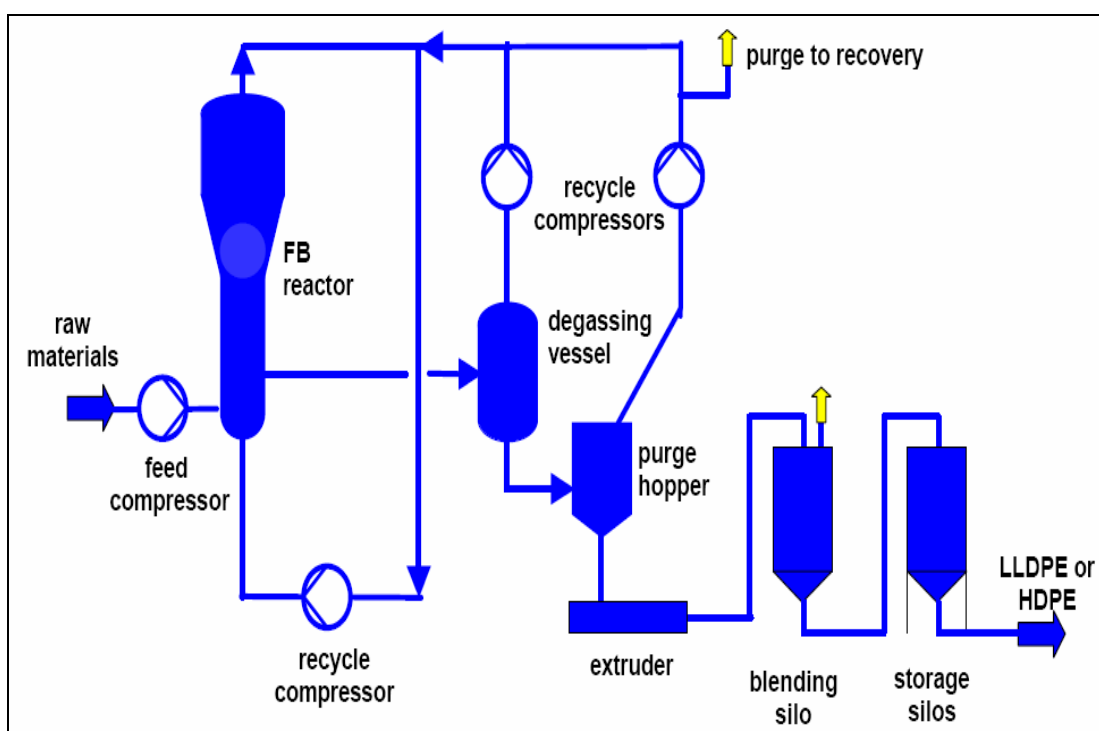 purge to recovery
recycle
compressors
FB
reactor
degassing
vessel
raw
materials
feed
compressor
purge
hopper
LLDPE or
HDPE
recycle
compressor
extruder
blending
silo
storage
silos